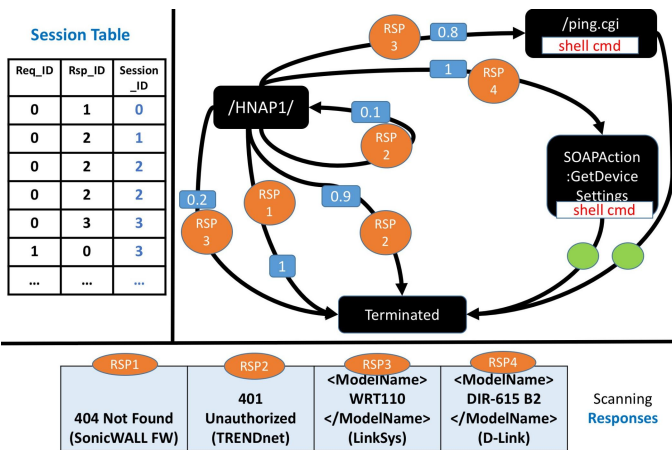 Session Table
Req_ID Rsp_ID Session
_ID
0 1 0
0 2 1
0 2 2
0 2 2
0 3 3
1 0 3
... ... ...
/HNAP1/
RSP
3
0.8
/ping.cgi
shell cmd
1
RSP
4
0.1
RSP
2
SOAPAction
:GetDevice
Settings
shell cmd
0.2
RSP
3
RSP
1
1
0.9
RSP
2
Terminated
RSP1
404 Not Found
(SonicWALL FW)
RSP2
401
Unauthorized
(TRENDnet)
RSP3
<ModelName>
WRT110
</ModelName>
(LinkSys)
RSP4
<ModelName>
DIR-615 B2
</ModelName>
(D-Link)
Scanning
Responses